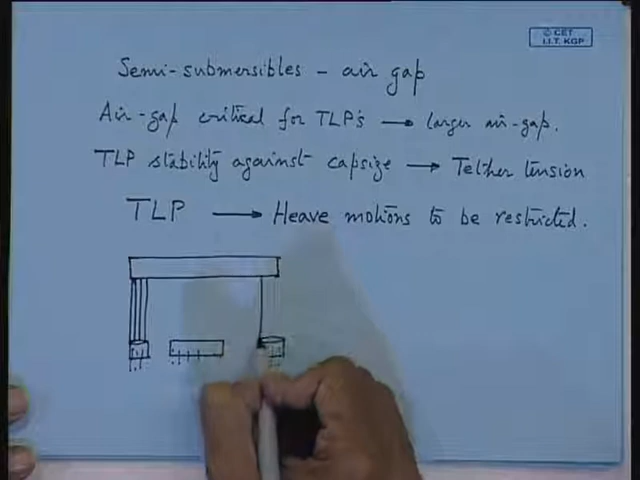 © CET
I.I.T. KGP
Semi-submersibles - air gap
Air-gap critical for TLP's → larger air-gap.
TLP stability against capsize → Tether tension
TLP → Heave motions to be restricted.